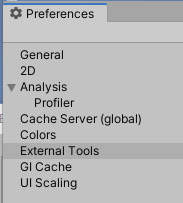 Preferences
General
2D
Analysis
Profiler
Cache Server (global)
Colors
External Tools
GI Cache
UI Scaling